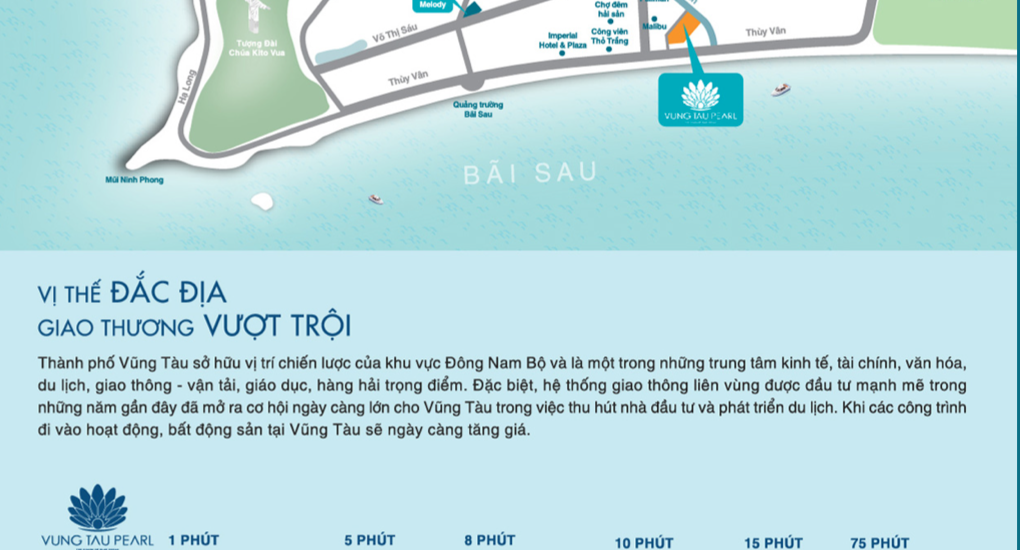 Melody
Chợ đêm
hải sản
Malibu
Võ Thị Sáu
Công viên
Thỏ Trắng
Imperial
Hotel & Plaza
Thùy Vân
Tượng Đài
Chúa Kito Vua
Thùy Vân
Hạ Long
Quảng trường
Bãi Sau
VUNG TAU PEARL
BÃI SAU
Mũi Ninh Phong
VỊ THẾ ĐẮC ĐỊA
GIAO THƯƠNG VƯỢT TRỘI
Thành phố Vũng Tàu sở hữu vị trí chiến lược của khu vực Đông Nam Bộ và là một trong những trung tâm kinh tế, tài chính, văn hóa,
du lịch, giao thông - vận tải, giáo dục, hàng hải trọng điểm. Đặc biệt, hệ thống giao thông liên vùng được đầu tư mạnh mẽ trong
những năm gần đây đã mở ra cơ hội ngày càng lớn cho Vũng Tàu trong việc thu hút nhà đầu tư và phát triển du lịch. Khi các công trình
đi vào hoạt động, bất động sản tại Vũng Tàu sẽ ngày càng tăng giá.
VUNG TAU PEARL
1 PHÚT
5 PHÚT
8 PHÚT
10 PHÚT
15 PHÚT
75 PHÚT